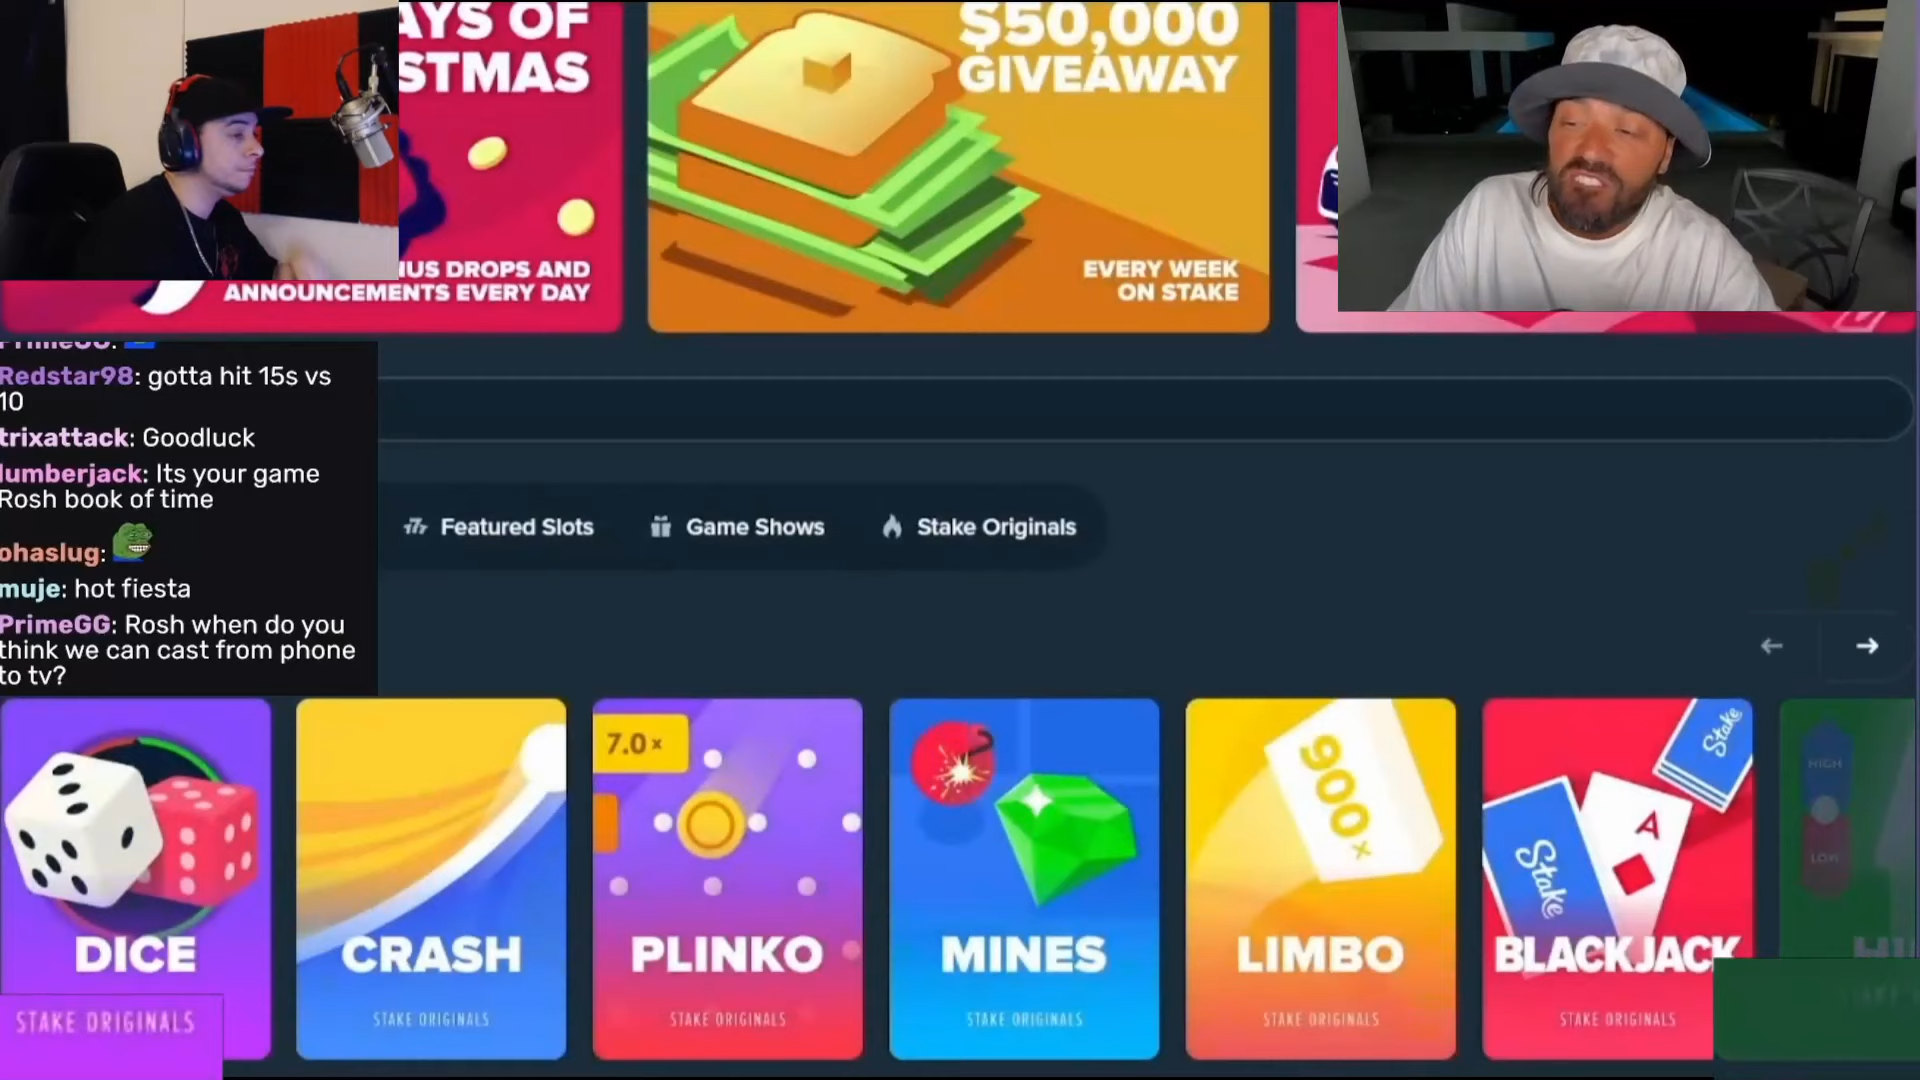 AYS OF
STMAS
NUS DROPS AND
ANNOUNCEMENTS EVERY DAY
$50,000
GIVEAWAY
EVERY WEEK
ON STAKE
PrimeGG:
Redstar98: gotta hit 15s vs
10
trixattack: Goodluck
lumberjack: Its your game
Rosh book of time
ohaslug:
muje: hot fiesta
PrimeGG: Rosh when do you
think we can cast from phone
to tv?
Featured Slots
Game Shows
Stake Originals
DICE
STAKE ORIGINALS
CRASH
STAKE ORIGINALS
7.0×
PLINKO
STAKE ORIGINALS
MINES
STAKE ORIGINALS
900×
LIMBO
STAKE ORIGINALS
Stake
Stake
A
BLACKJACK
STAKE ORIGINALS
HIGH
LOW